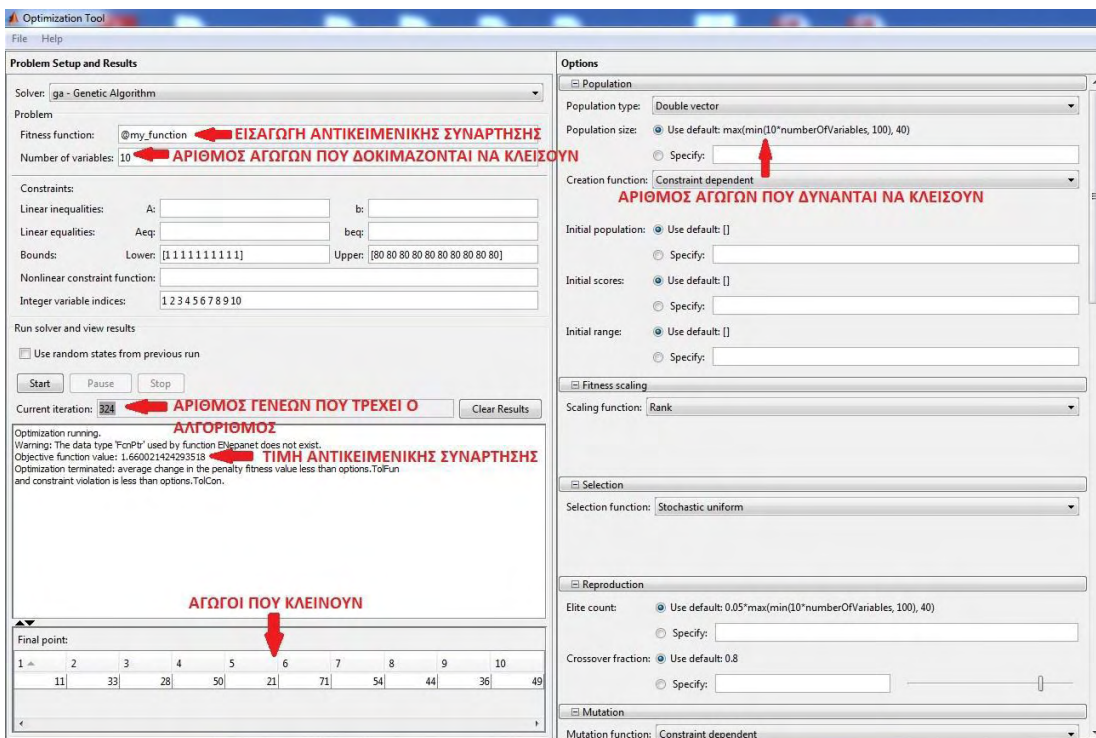 Optimization Tool
File Help
Problem Setup and Results
Solver: ga - Genetic Algorithm
Problem
Fitness function: @my_function ΕΙΣΑΓΩΓΗ ΑΝΤΙΚΕΙΜΕΝΙΚΗΣ ΣΥΝΑΡΤΗΣΗΣ
Number of variables: 10 ΑΡΙΘΜΟΣ ΑΓΩΓΩΝ ΠΟΥ ΔΟΚΙΜΑΖΟΝΤΑΙ ΝΑ ΚΛΕΙΣΟΥΝ
Constraints:
Linear inequalities: A: b:
Linear equalities: Aeq: beq:
Bounds: Lower: [1 1 1 1 1 1 1 1 1 1] Upper: [80 80 80 80 80 80 80 80 80 80]
Nonlinear constraint function:
Integer variable indices: 1 2 3 4 5 6 7 8 9 10
Run solver and view results
Use random states from previous run
Start Pause Stop
Current iteration: 324 ΑΡΙΘΜΟΣ ΓΕΝΕΩΝ ΠΟΥ ΤΡΕΧΕΙ Ο
ΑΛΓΟΡΙΘΜΟΣ
Clear Results
Optimization running.
Warning: The data type 'FcnPtr' used by function ENepanet does not exist.
Objective function value: 1.660021424293518 ΤΙΜΗ ΑΝΤΙΚΕΙΜΕΝΙΚΗΣ ΣΥΝΑΡΤΗΣΗΣ
Optimization terminated: average change in the penalty fitness value less than options.TolFun
and constraint violation is less than options.TolCon.
ΑΓΩΓΟΙ ΠΟΥ ΚΛΕΙΝΟΥΝ
Final point:
1 2 3 4 5 6 7 8 9 10
11 33 28 50 21 71 54 44 36 49
Options
Population
Population type: Double vector
Population size: Use default: max(min(10*numberOfVariables, 100), 40)
Specify:
Creation function: Constraint dependent
ΑΡΙΘΜΟΣ ΑΓΩΓΩΝ ΠΟΥ ΔΥΝΑΝΤΑΙ ΝΑ ΚΛΕΙΣΟΥΝ
Initial population: Use default: []
Specify:
Initial scores: Use default: []
Specify:
Initial range: Use default: []
Specify:
Fitness scaling
Scaling function: Rank
Selection
Selection function: Stochastic uniform
Reproduction
Elite count: Use default: 0.05*max(min(10*numberOfVariables, 100), 40)
Specify:
Crossover fraction: Use default: 0.8
Specify:
Mutation
Mutation function: Constraint dependent